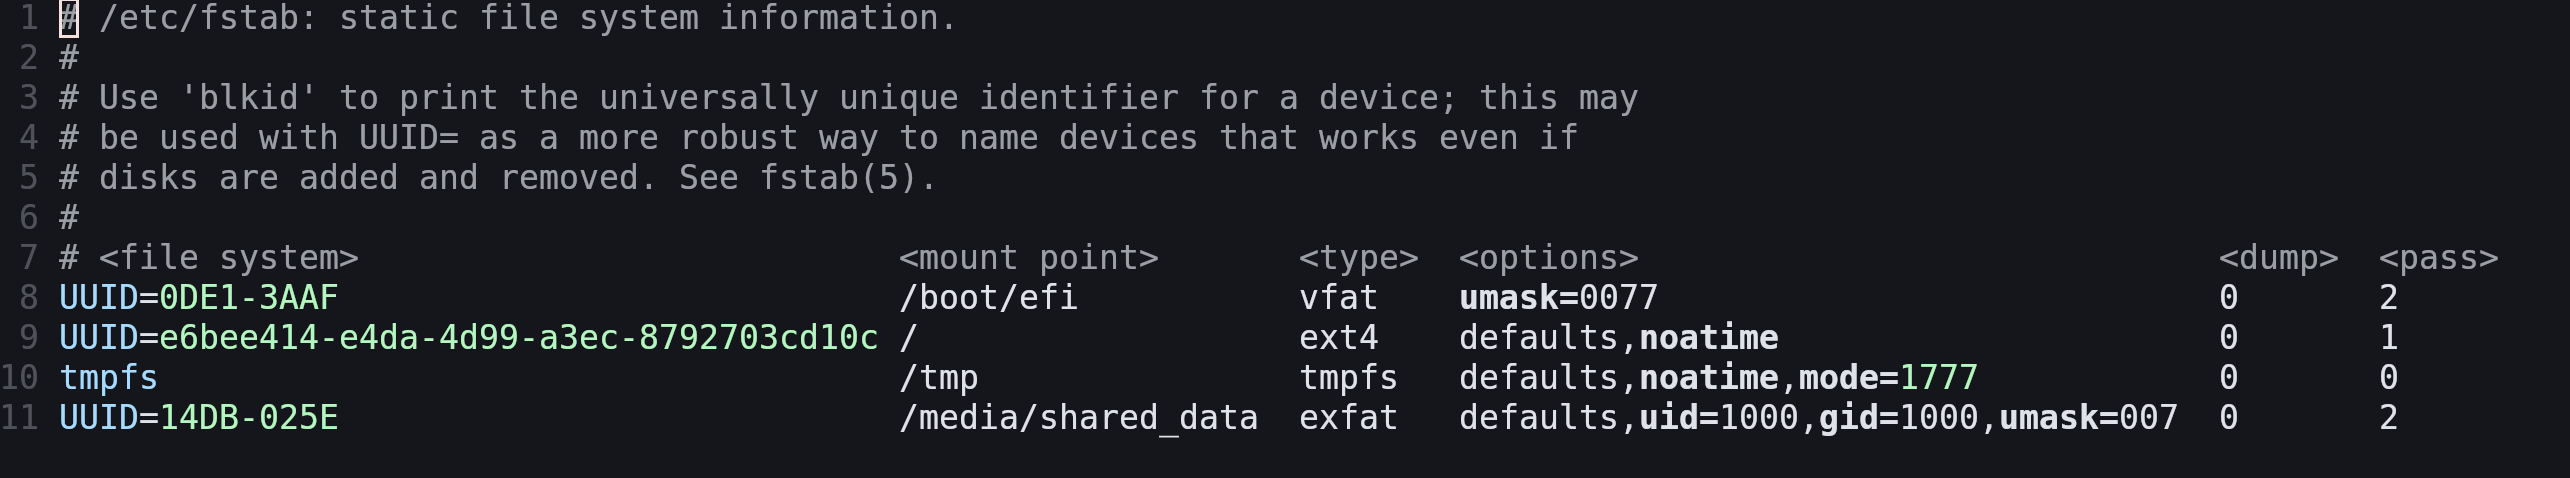 1 # /etc/fstab: static file system information.
2 #
3 # Use 'blkid' to print the universally unique identifier for a device; this may
4 # be used with UUID= as a more robust way to name devices that works even if
5 # disks are added and removed. See fstab(5).
6 #
7 # <file system>                           <mount point>       <type>  <options>                             <dump>  <pass>
8 UUID=0DE1-3AAF                            /boot/efi           vfat    umask=0077                            0       2
9 UUID=e6bee414-e4da-4d99-a3ec-8792703cd10c /                   ext4    defaults,noatime                      0       1
10 tmpfs                                     /tmp                tmpfs   defaults,noatime,mode=1777            0       0
11 UUID=14DB-025E                            /media/shared_data  exfat   defaults,uid=1000,gid=1000,umask=007  0       2